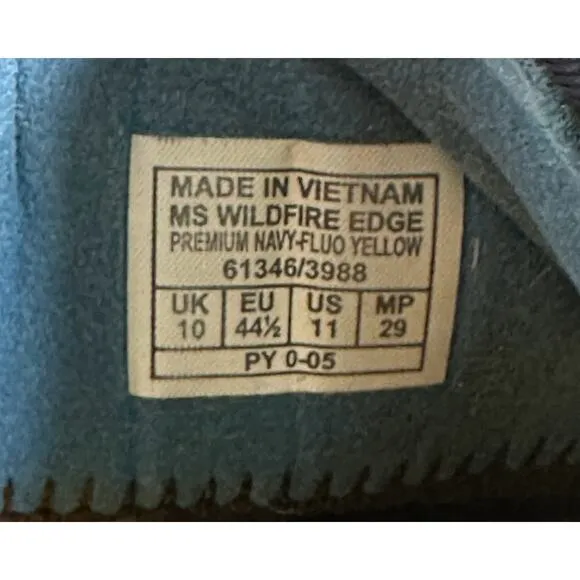 MADE IN VIETNAM
MS WILDFIRE EDGE
PREMIUM NAVY-FLUO YELLOW
61346/3988
UK EU US MP
10 44½ 11 29
PY 0-05